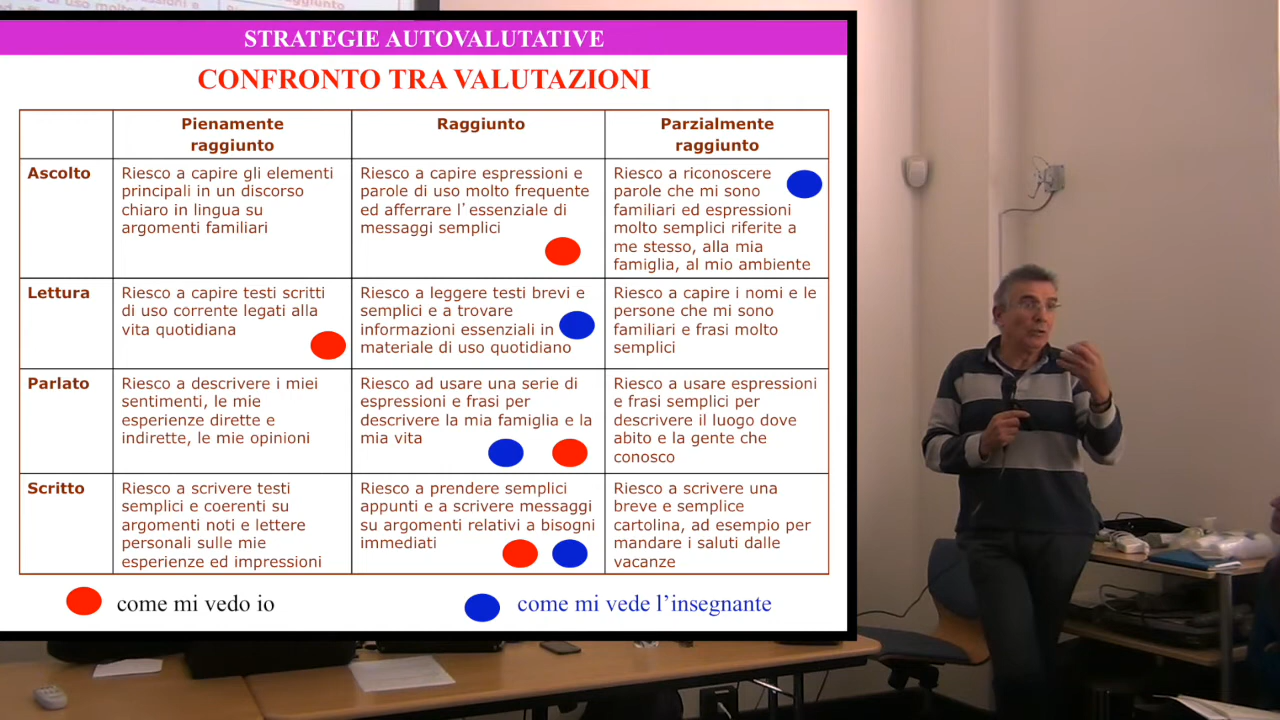 STRATEGIE AUTOVALUTATIVE
CONFRONTO TRA VALUTAZIONI
Pienamente
raggiunto
Raggiunto
Parzialmente
raggiunto
Ascolto
Riesco a capire gli elementi
principali in un discorso
chiaro in lingua su
argomenti familiari
Riesco a capire espressioni e
parole di uso molto frequente
ed afferrare l'essenziale di
messaggi semplici
Riesco a riconoscere
parole che mi sono
familiari ed espressioni
molto semplici riferite a
me stesso, alla mia
famiglia, al mio ambiente
Lettura
Riesco a capire testi scritti
di uso corrente legati alla
vita quotidiana
Riesco a leggere testi brevi e
semplici e a trovare
informazioni essenziali in
materiale di uso quotidiano
Riesco a capire i nomi e le
persone che mi sono
familiari e frasi molto
semplici
Parlato
Riesco a descrivere i miei
sentimenti, le mie
esperienze dirette e
indirette, le mie opinioni
Riesco ad usare una serie di
espressioni e frasi per
descrivere la mia famiglia e la
mia vita
Riesco a usare espressioni
e frasi semplici per
descrivere il luogo dove
abito e la gente che
conosco
Scritto
Riesco a scrivere testi
semplici e coerenti su
argomenti noti e lettere
personali sulle mie
esperienze ed impressioni
Riesco a prendere semplici
appunti e a scrivere messaggi
su argomenti relativi a bisogni
immediati
Riesco a scrivere una
breve e semplice
cartolina, ad esempio per
mandare i saluti dalle
vacanze
come mi vedo io
come mi vede l'insegnante